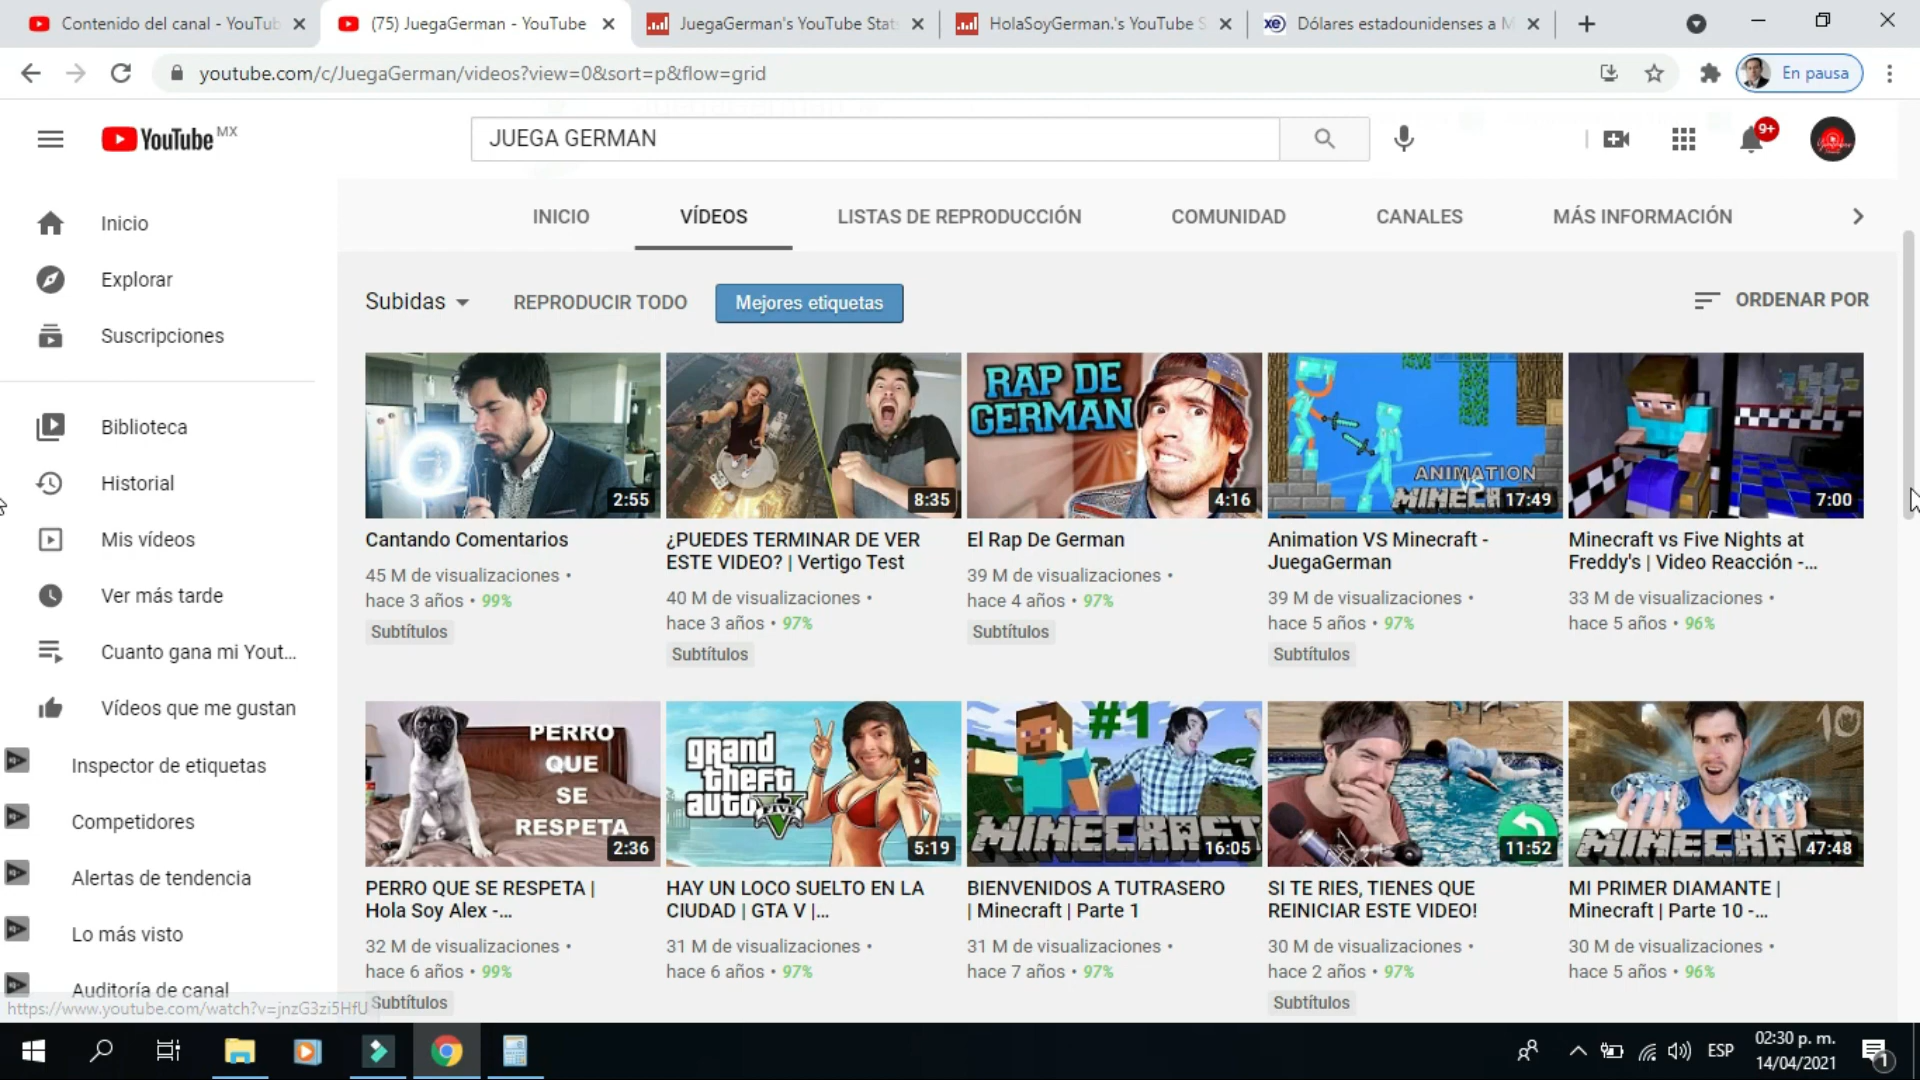 Contenido del canal - YouTub
(75) JuegaGerman - YouTube
JuegaGerman's YouTube Stat
HolaSoyGerman.'s YouTube S
xe
Dólares estadounidenses a M
youtube.com/c/JuegaGerman/videos?view=0&sort=p&flow=grid
En pausa
YouTube MX
JUEGA GERMAN
9+
INICIO
VÍDEOS
LISTAS DE REPRODUCCIÓN
COMUNIDAD
CANALES
MÁS INFORMACIÓN
Inicio
Explorar
Suscripciones
Biblioteca
Historial
Mis vídeos
Ver más tarde
Cuanto gana mi Yout...
Vídeos que me gustan
Inspector de etiquetas
Competidores
Alertas de tendencia
Lo más visto
Auditoría de canal
https://www.youtube.com/watch?v=jnzG3zi5HfU
Subidas
REPRODUCIR TODO
Mejores etiquetas
ORDENAR POR
2:55
Cantando Comentarios
45 M de visualizaciones •
hace 3 años • 99%
Subtítulos
8:35
¿PUEDES TERMINAR DE VER
ESTE VIDEO? | Vertigo Test
40 M de visualizaciones •
hace 3 años • 97%
Subtítulos
RAP DE
GERMAN
4:16
El Rap De German
39 M de visualizaciones •
hace 4 años • 97%
Subtítulos
ANIMATION
VS
MINECR
17:49
Animation VS Minecraft -
JuegaGerman
39 M de visualizaciones •
hace 5 años • 97%
Subtítulos
7:00
Minecraft vs Five Nights at
Freddy's | Video Reacción -...
33 M de visualizaciones •
hace 5 años • 96%
PERRO
QUE
SE
RESPETA
2:36
PERRO QUE SE RESPETA |
Hola Soy Alex -...
32 M de visualizaciones •
hace 6 años • 99%
Subtítulos
grand
theft
auto
V
5:19
HAY UN LOCO SUELTO EN LA
CIUDAD | GTA V |...
31 M de visualizaciones •
hace 6 años • 97%
#1
MINECRAFT
16:05
BIENVENIDOS A TUTRASERO
| Minecraft | Parte 1
31 M de visualizaciones •
hace 7 años • 97%
11:52
SI TE RIES, TIENES QUE
REINICIAR ESTE VIDEO!
30 M de visualizaciones •
hace 2 años • 97%
Subtítulos
10
MINECRAFT
47:48
MI PRIMER DIAMANTE |
Minecraft | Parte 10 -...
30 M de visualizaciones •
hace 5 años • 96%
ESP
02:30 p. m.
14/04/2021
1